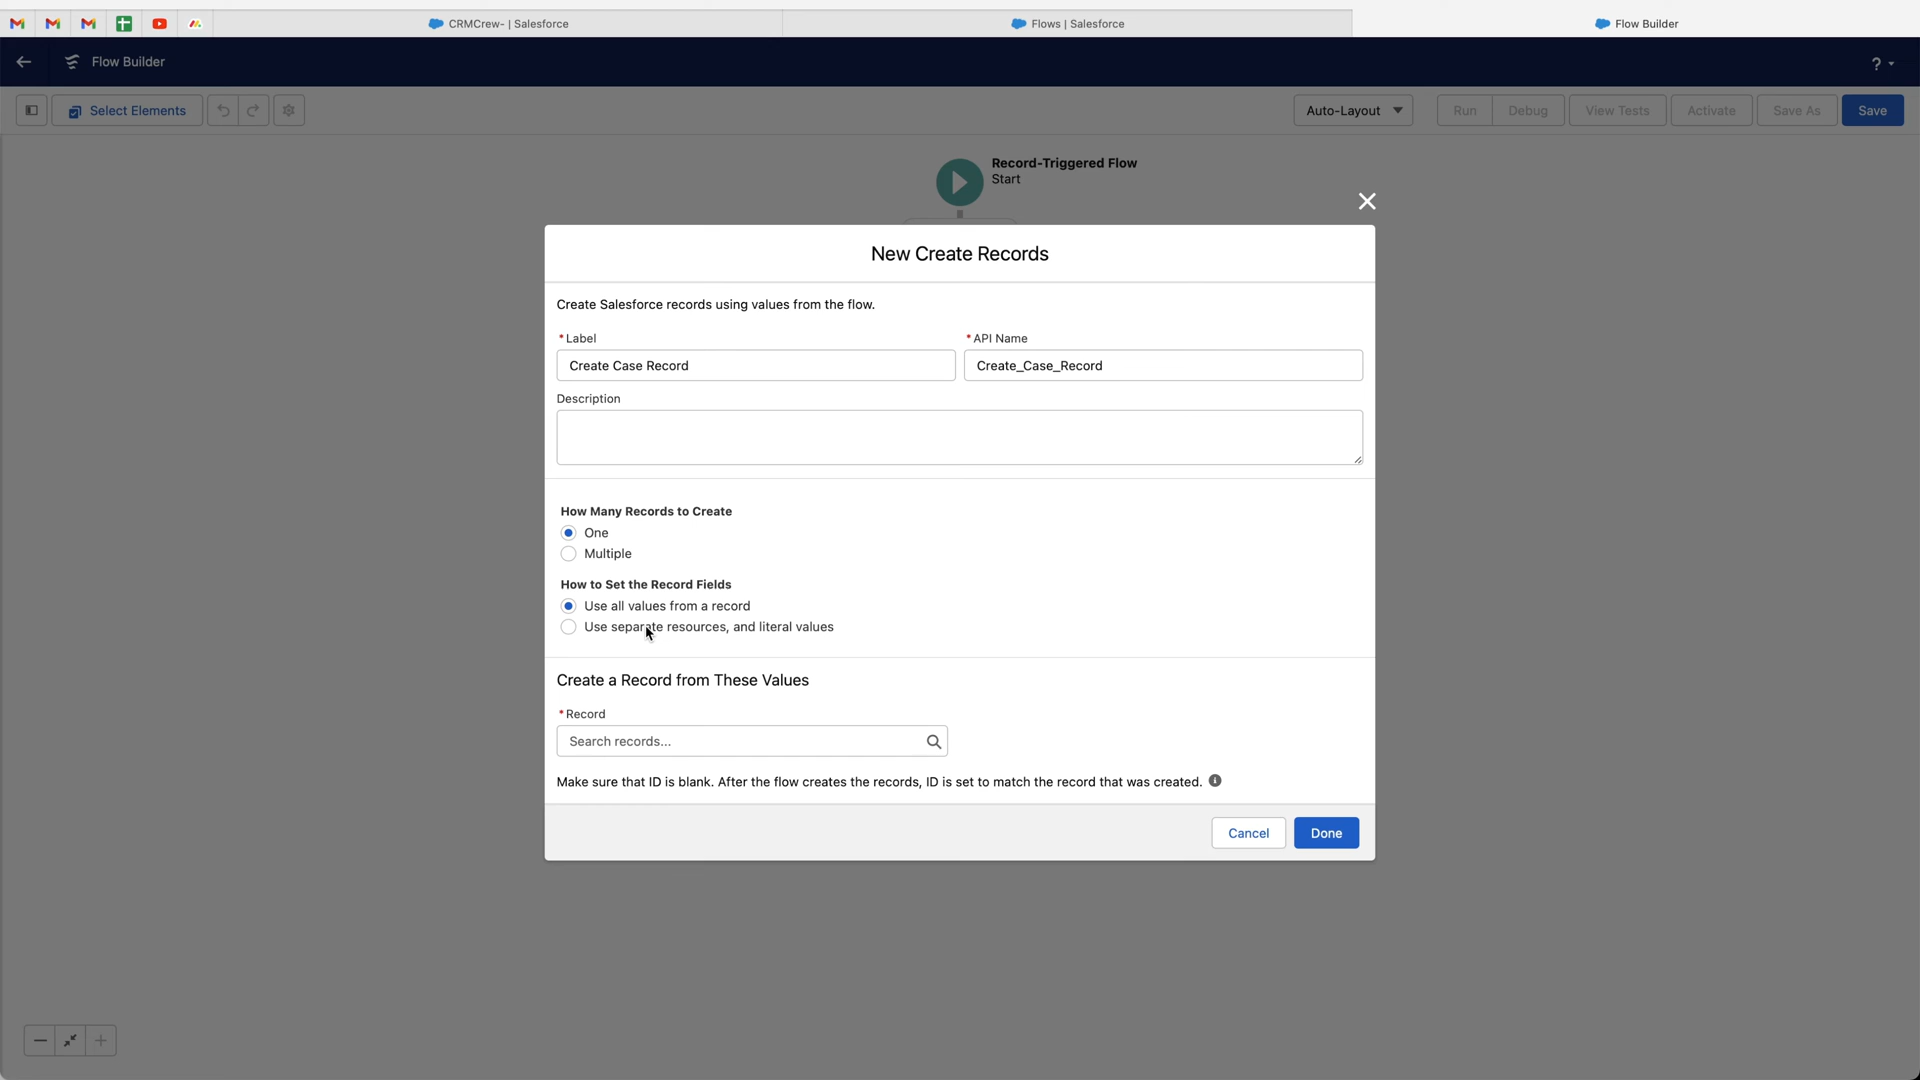 CRMCrew- | Salesforce
Flows | Salesforce
Flow Builder
Flow Builder
?
Select Elements
Auto-Layout
Run
Debug
View Tests
Activate
Save As
Save
Record-Triggered Flow
Start
New Create Records
Create Salesforce records using values from the flow.
* Label
* API Name
Create Case Record
Create_Case_Record
Description
How Many Records to Create
One
Multiple
How to Set the Record Fields
Use all values from a record
Use separate resources, and literal values
Create a Record from These Values
* Record
Search records...
Make sure that ID is blank. After the flow creates the records, ID is set to match the record that was created.
Cancel
Done